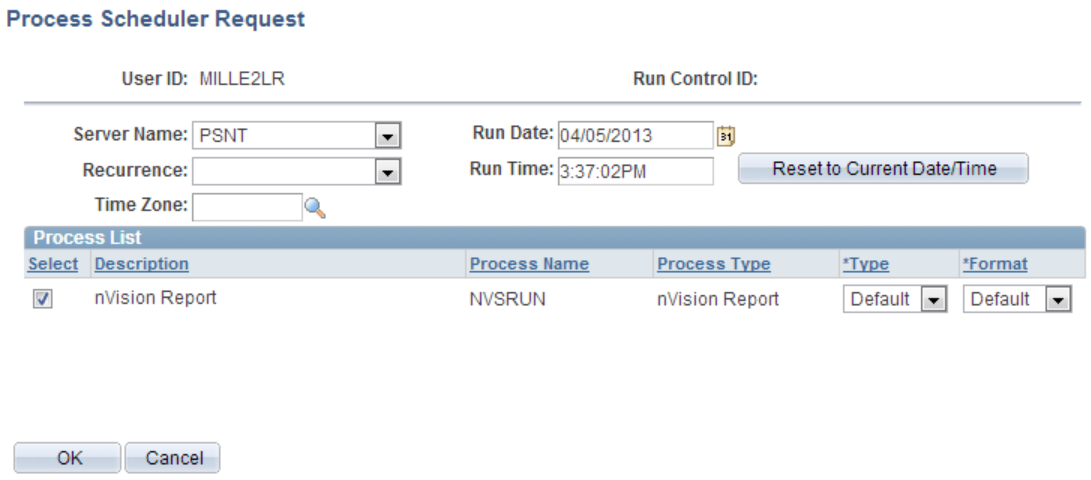 Process Scheduler Request
User ID: MILLE2LR Run Control ID:
Server Name: PSNT Run Date: 04/05/2013 31
Recurrence: Run Time: 3:37:02PM Reset to Current Date/Time
Time Zone:
Process List
Select Description Process Name Process Type *Type *Format
nVision Report NVSRUN nVision Report Default Default
OK Cancel